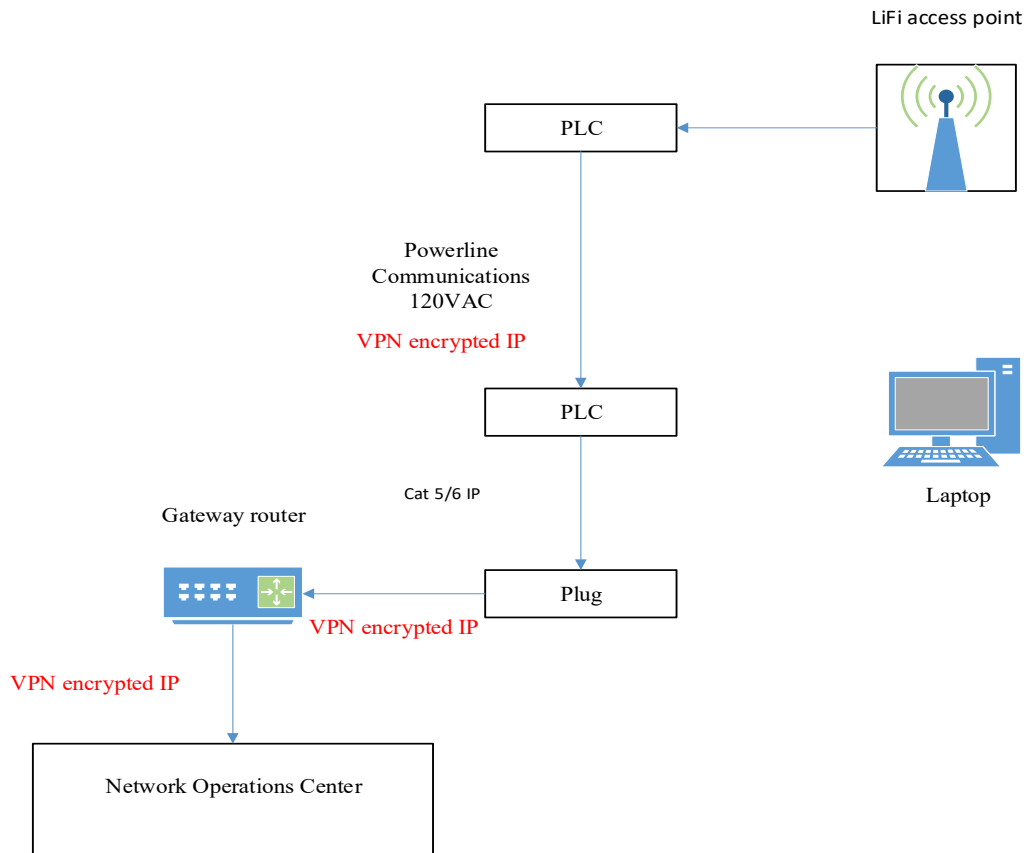 LiFi access point
PLC
Powerline
Communications
120VAC
VPN encrypted IP
PLC
Cat 5/6 IP
Laptop
Gateway router
Plug
VPN encrypted IP
VPN encrypted IP
Network Operations Center